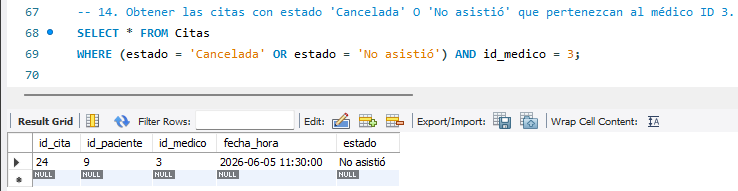 67 -- 14. Obtener las citas con estado 'Cancelada' O 'No asistió' que pertenezcan al médico ID 3.
68 SELECT * FROM Citas
69 WHERE (estado = 'Cancelada' OR estado = 'No asistió') AND id_medico = 3;
70
Result Grid Filter Rows: Edit: Export/Import: Wrap Cell Content: IA
id_cita id_paciente id_medico fecha_hora estado
24 9 3 2026-06-05 11:30:00 No asistió
NULL NULL NULL NULL NULL